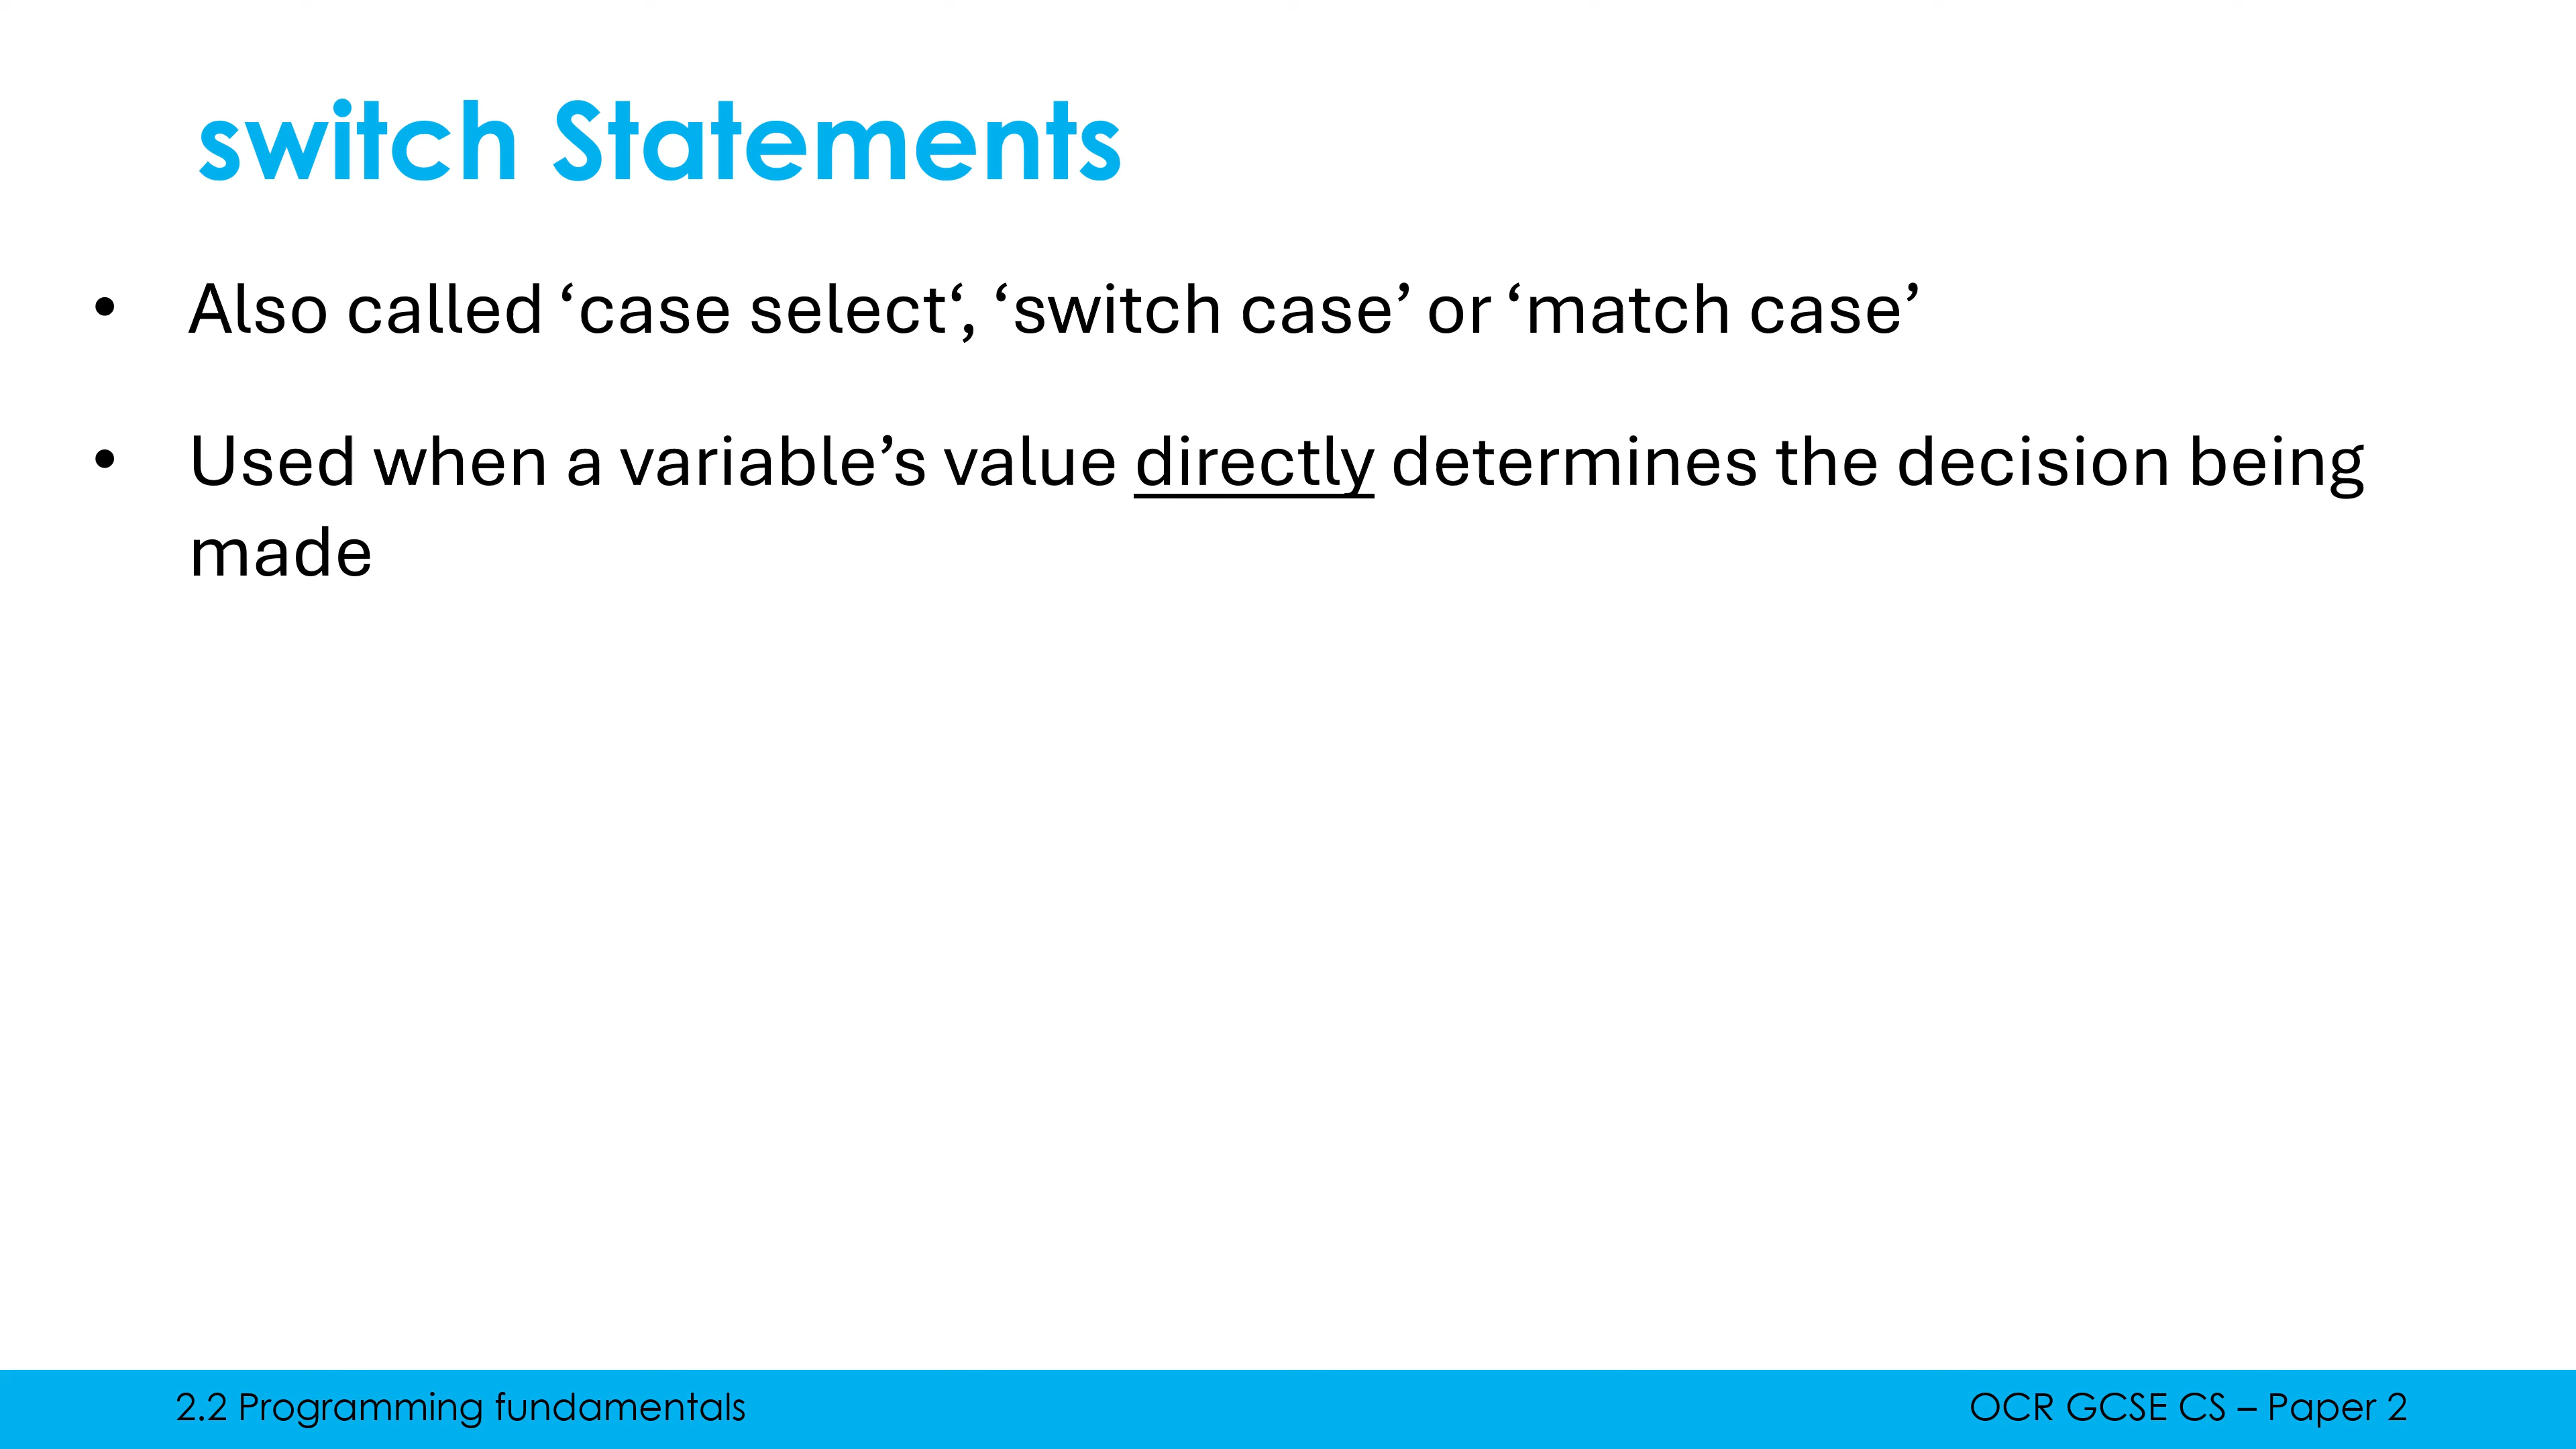 switch Statements
• Also called ‘case select‘, ‘switch case’ or ‘match case’
• Used when a variable’s value directly determines the decision being
made
2.2 Programming fundamentals
OCR GCSE CS – Paper 2